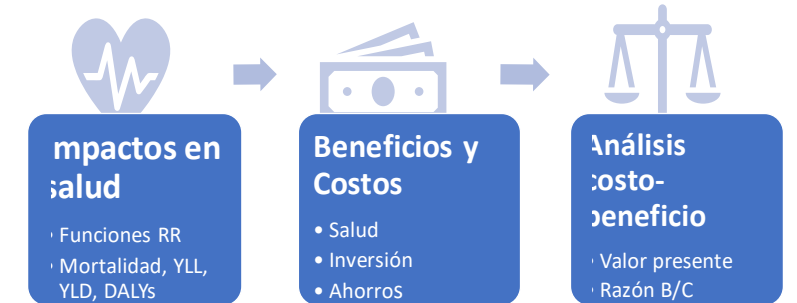 mpactos en
salud
• Funciones RR
• Mortalidad, YLL,
YLD, DALYs
Beneficios y
Costos
• Salud
• Inversión
• Ahorros
Análisis
costo-
beneficio
• Valor presente
• Razón B/C